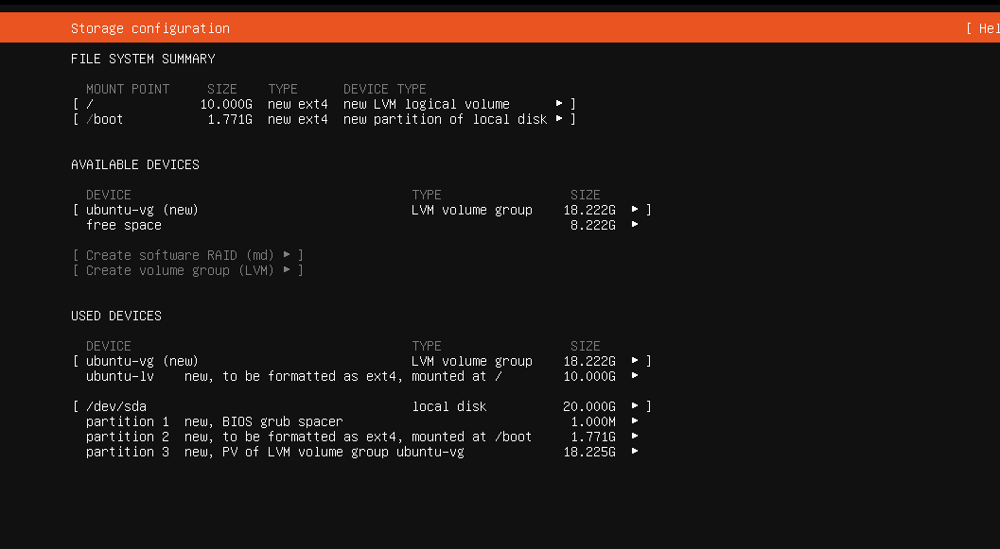 Storage configuration [ Hel
FILE SYSTEM SUMMARY
MOUNT POINT SIZE TYPE DEVICE TYPE
[ / 10.000G new ext4 new LVM logical volume ▸ ]
[ /boot 1.771G new ext4 new partition of local disk ▸ ]
AVAILABLE DEVICES
DEVICE TYPE SIZE
[ ubuntu-vg (new) LVM volume group 18.222G ▸ ]
free space 8.222G ▸
[ Create software RAID (md) ▸ ]
[ Create volume group (LVM) ▸ ]
USED DEVICES
DEVICE TYPE SIZE
[ ubuntu-vg (new) LVM volume group 18.222G ▸ ]
ubuntu-lv new, to be formatted as ext4, mounted at / 10.000G ▸
[ /dev/sda local disk 20.000G ▸ ]
partition 1 new, BIOS grub spacer 1.000M ▸
partition 2 new, to be formatted as ext4, mounted at /boot 1.771G ▸
partition 3 new, PV of LVM volume group ubuntu-vg 18.225G ▸